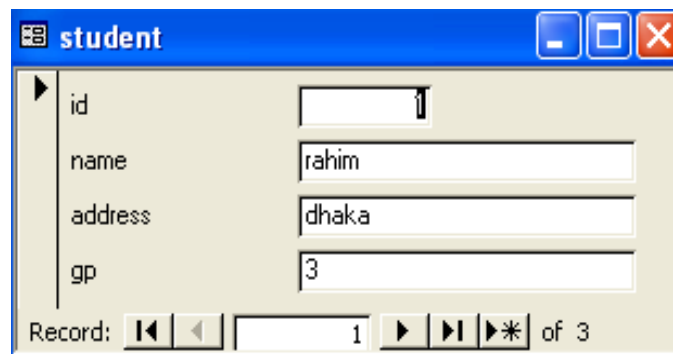 student
id 1
name rahim
address dhaka
gp 3
Record: 1 of 3